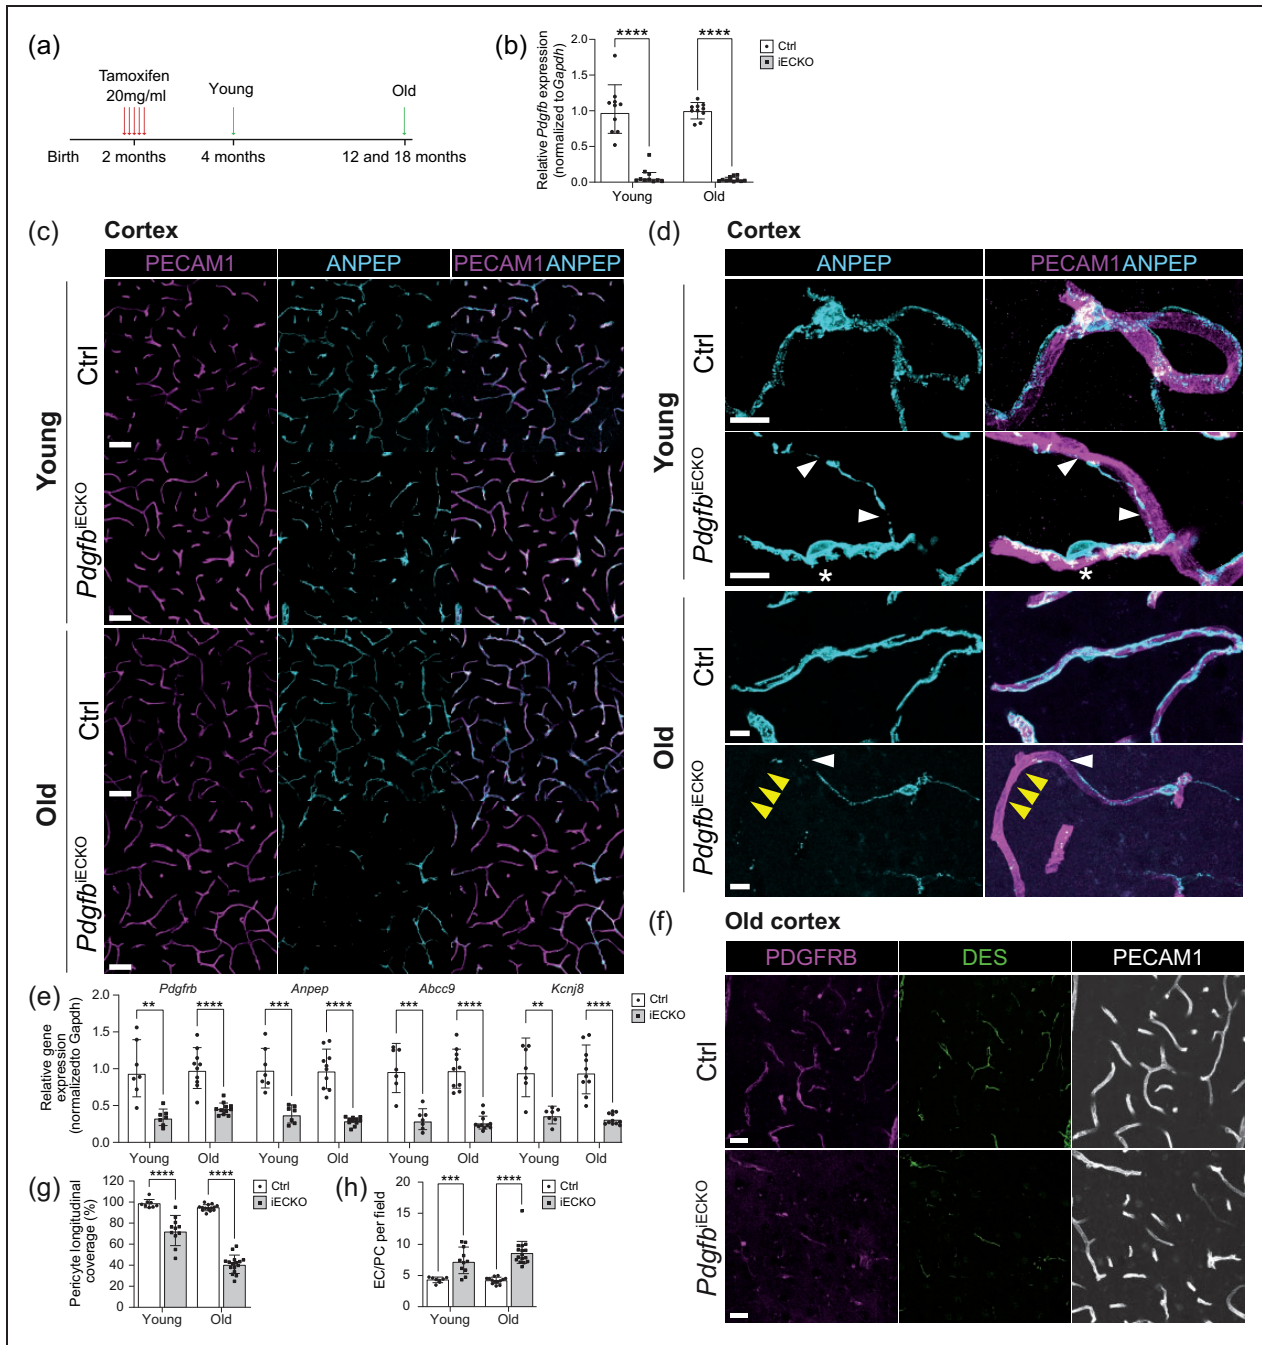 (a)
Tamoxifen
20mg/ml
Young
Old
Birth
2 months
4 months
12 and 18 months
(b)
Relative Pdgfb expression
(normalized to Gapdh)
2.0
1.5
1.0
0.5
0.0
****
****
Ctrl
iECKO
Young
Old
(c)
Cortex
PECAM1
ANPEP
PECAM1ANPEP
Young
Ctrl
Pdgfb iECKO
Old
Ctrl
Pdgfb iECKO
(d)
Cortex
ANPEP
PECAM1ANPEP
Young
Ctrl
Pdgfb iECKO
*
*
Old
Ctrl
Pdgfb iECKO
(e)
Relative gene
expression
(normalizedto Gapdh)
2.0
1.5
1.0
0.5
0.0
Pdgfrb
Anpep
Abcc9
Kcnj8
**
****
***
****
***
****
**
****
Ctrl
iECKO
Young
Old
Young
Old
Young
Old
Young
Old
(f)
Old cortex
PDGFRB
DES
PECAM1
Ctrl
Pdgfb iECKO
(g)
Pericyte longitudinal
coverage (%)
120
100
80
60
40
20
0
****
****
Ctrl
iECKO
Young
Old
(h)
EC/PC per field
20
15
10
5
0
***
****
Ctrl
iECKO
Young
Old